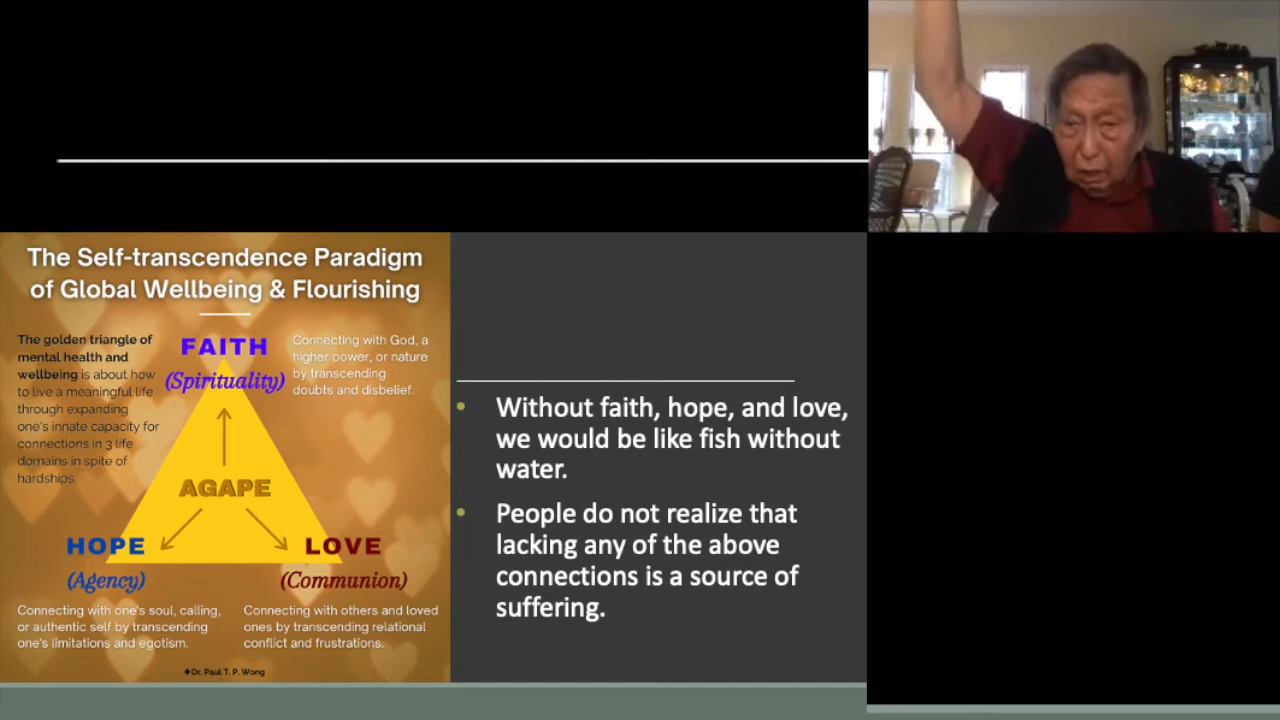 The Self-transcendence Paradigm
of Global Wellbeing & Flourishing
The golden triangle of
mental health and
wellbeing is about how
to live a meaningful life
through expanding
one's innate capacity for
connections in 3 life
domains in spite of
hardships.
FAITH
(Spirituality)
Connecting with God, a
higher power, or nature
by transcending
doubts and disbelief.
AGAPE
HOPE
(Agency)
Connecting with one's soul, calling,
or authentic self by transcending
one's limitations and egotism.
LOVE
(Communion)
Connecting with others and loved
ones by transcending relational
conflict and frustrations.
✦Dr. Paul T. P. Wong
• Without faith, hope, and love,
we would be like fish without
water.
• People do not realize that
lacking any of the above
connections is a source of
suffering.